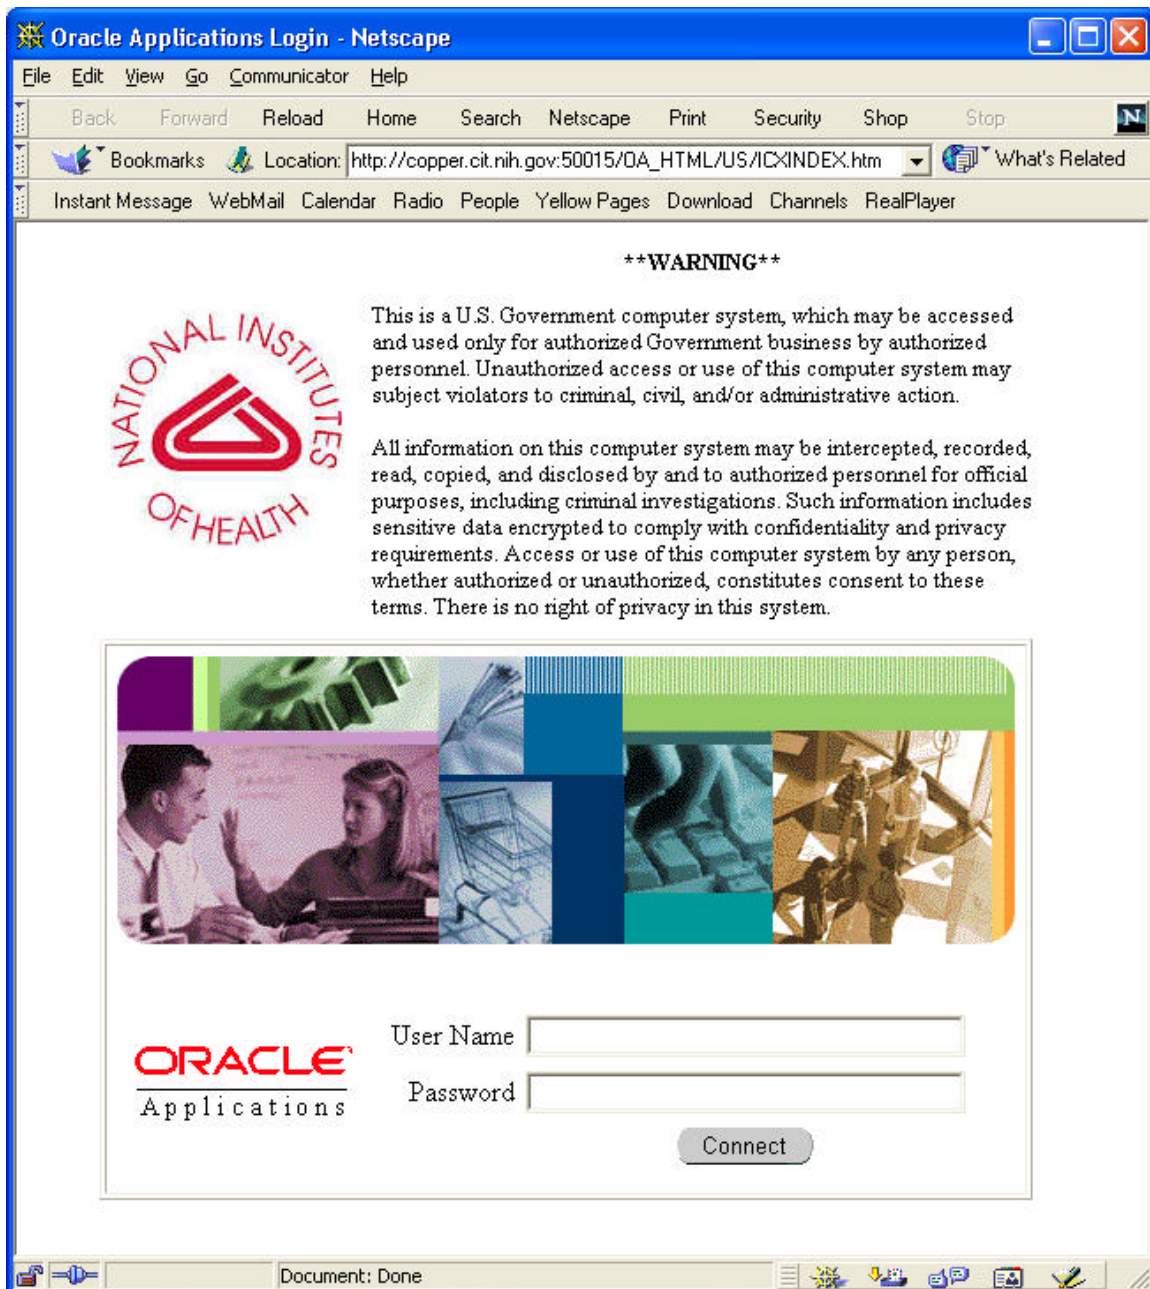 Oracle Applications Login - Netscape
File Edit View Go Communicator Help
Back Forward Reload Home Search Netscape Print Security Shop Stop N
Bookmarks Location: http://copper.cit.nih.gov:50015/OA_HTML/US/ICXINDEX.htm What's Related
Instant Message WebMail Calendar Radio People Yellow Pages Download Channels RealPlayer
**WARNING**
NATIONAL INSTITUTES
OF HEALTH
This is a U.S. Government computer system, which may be accessed
and used only for authorized Government business by authorized
personnel. Unauthorized access or use of this computer system may
subject violators to criminal, civil, and/or administrative action.
All information on this computer system may be intercepted, recorded,
read, copied, and disclosed by and to authorized personnel for official
purposes, including criminal investigations. Such information includes
sensitive data encrypted to comply with confidentiality and privacy
requirements. Access or use of this computer system by any person,
whether authorized or unauthorized, constitutes consent to these
terms. There is no right of privacy in this system.
User Name
ORACLE
Applications
Password
Connect
Document: Done